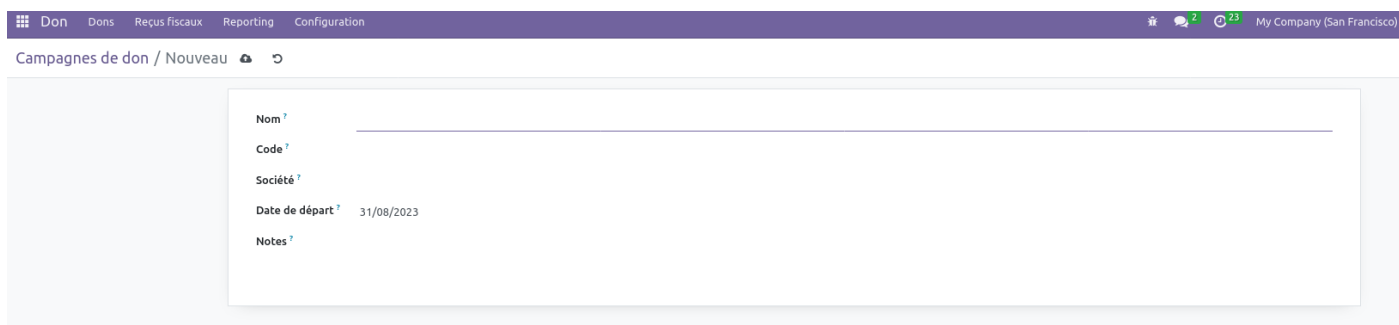 Don Dons Reçus fiscaux Reporting Configuration 2 23 My Company (San Francisco)
Campagnes de don / Nouveau
Nom ?
Code ?
Société ?
Date de départ ? 31/08/2023
Notes ?